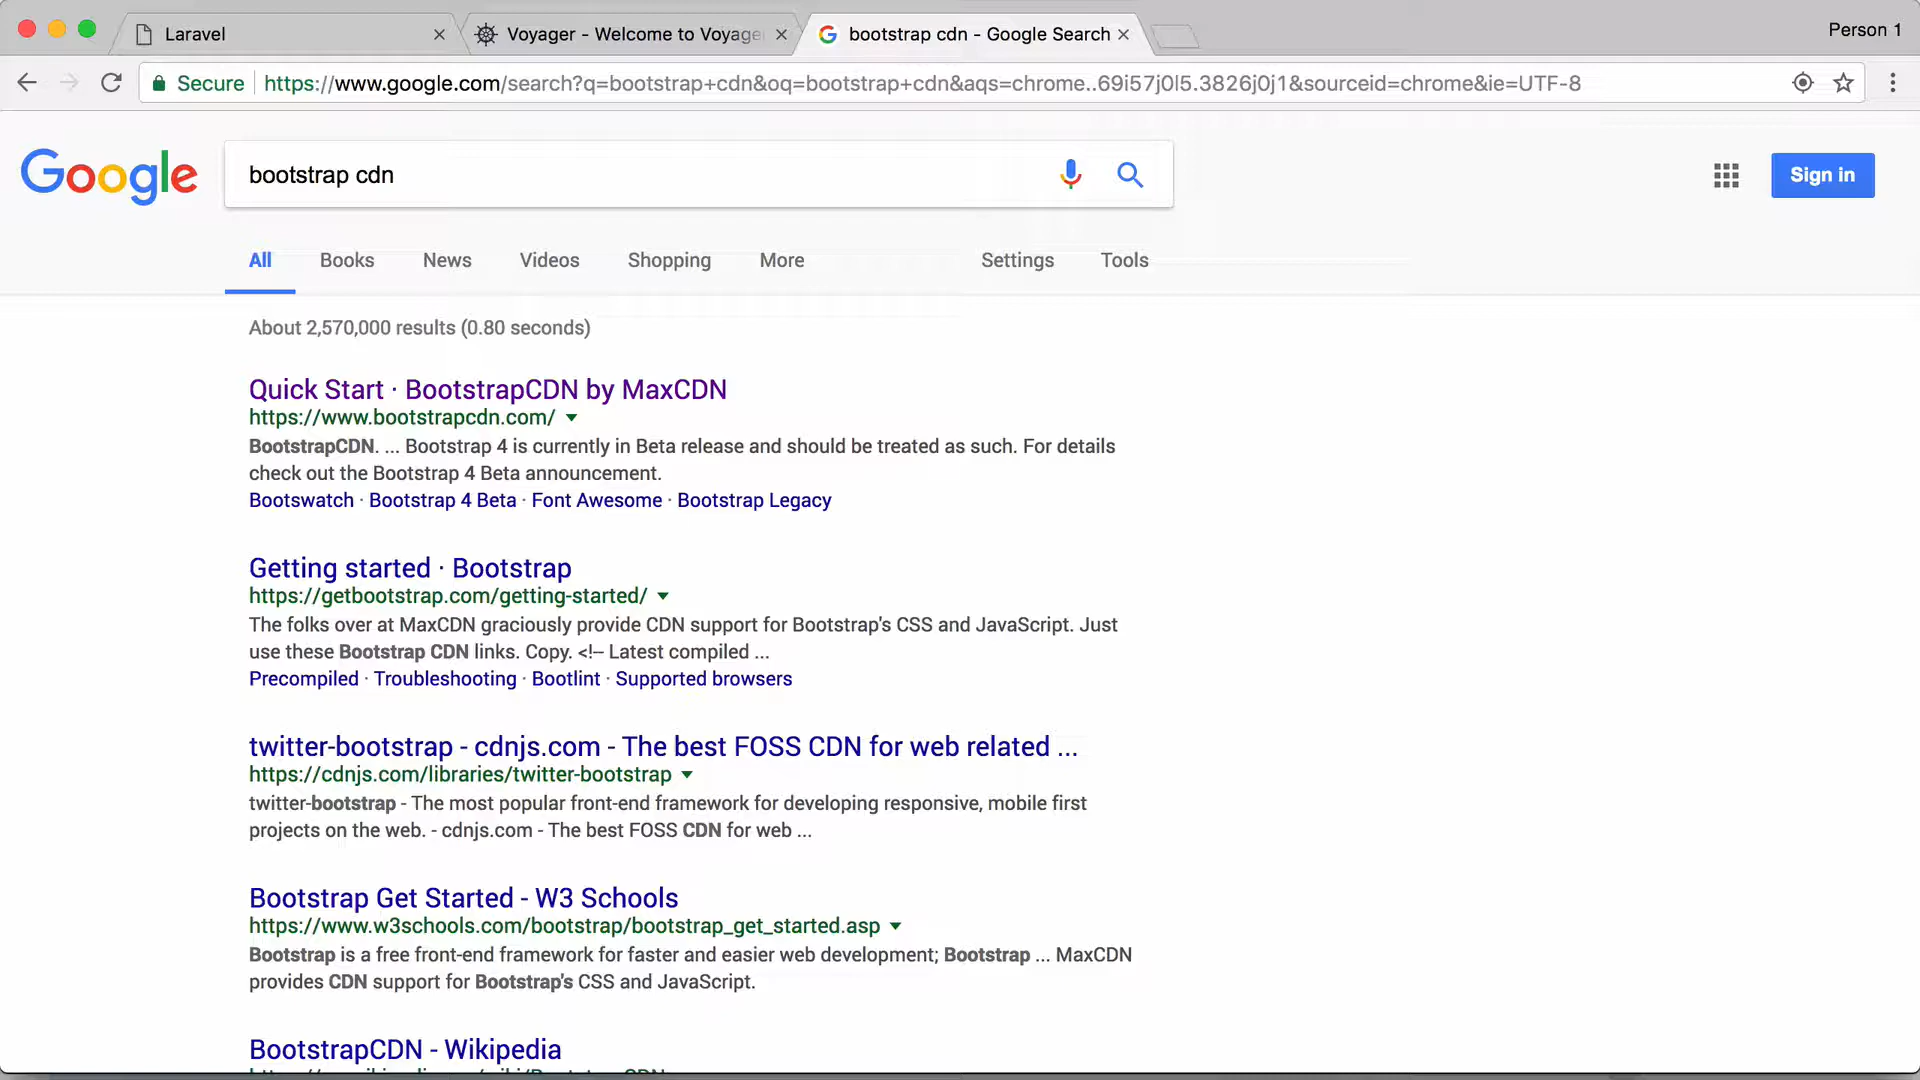 Laravel
Voyager - Welcome to Voyage
bootstrap cdn - Google Search
Person 1
Secure
https://www.google.com/search?q=bootstrap+cdn&oq=bootstrap+cdn&aqs=chrome..69i57j0l5.3826j0j1&sourceid=chrome&ie=UTF-8
Google
bootstrap cdn
Sign in
All
Books
News
Videos
Shopping
More
Settings
Tools
About 2,570,000 results (0.80 seconds)
Quick Start · BootstrapCDN by MaxCDN
https://www.bootstrapcdn.com/
BootstrapCDN. ... Bootstrap 4 is currently in Beta release and should be treated as such. For details
check out the Bootstrap 4 Beta announcement.
Bootswatch · Bootstrap 4 Beta · Font Awesome · Bootstrap Legacy
Getting started · Bootstrap
https://getbootstrap.com/getting-started/
The folks over at MaxCDN graciously provide CDN support for Bootstrap's CSS and JavaScript. Just
use these Bootstrap CDN links. Copy. <!-- Latest compiled ...
Precompiled · Troubleshooting · Bootlint · Supported browsers
twitter-bootstrap - cdnjs.com - The best FOSS CDN for web related ...
https://cdnjs.com/libraries/twitter-bootstrap
twitter-bootstrap - The most popular front-end framework for developing responsive, mobile first
projects on the web. - cdnjs.com - The best FOSS CDN for web ...
Bootstrap Get Started - W3 Schools
https://www.w3schools.com/bootstrap/bootstrap_get_started.asp
Bootstrap is a free front-end framework for faster and easier web development; Bootstrap ... MaxCDN
provides CDN support for Bootstrap's CSS and JavaScript.
BootstrapCDN - Wikipedia